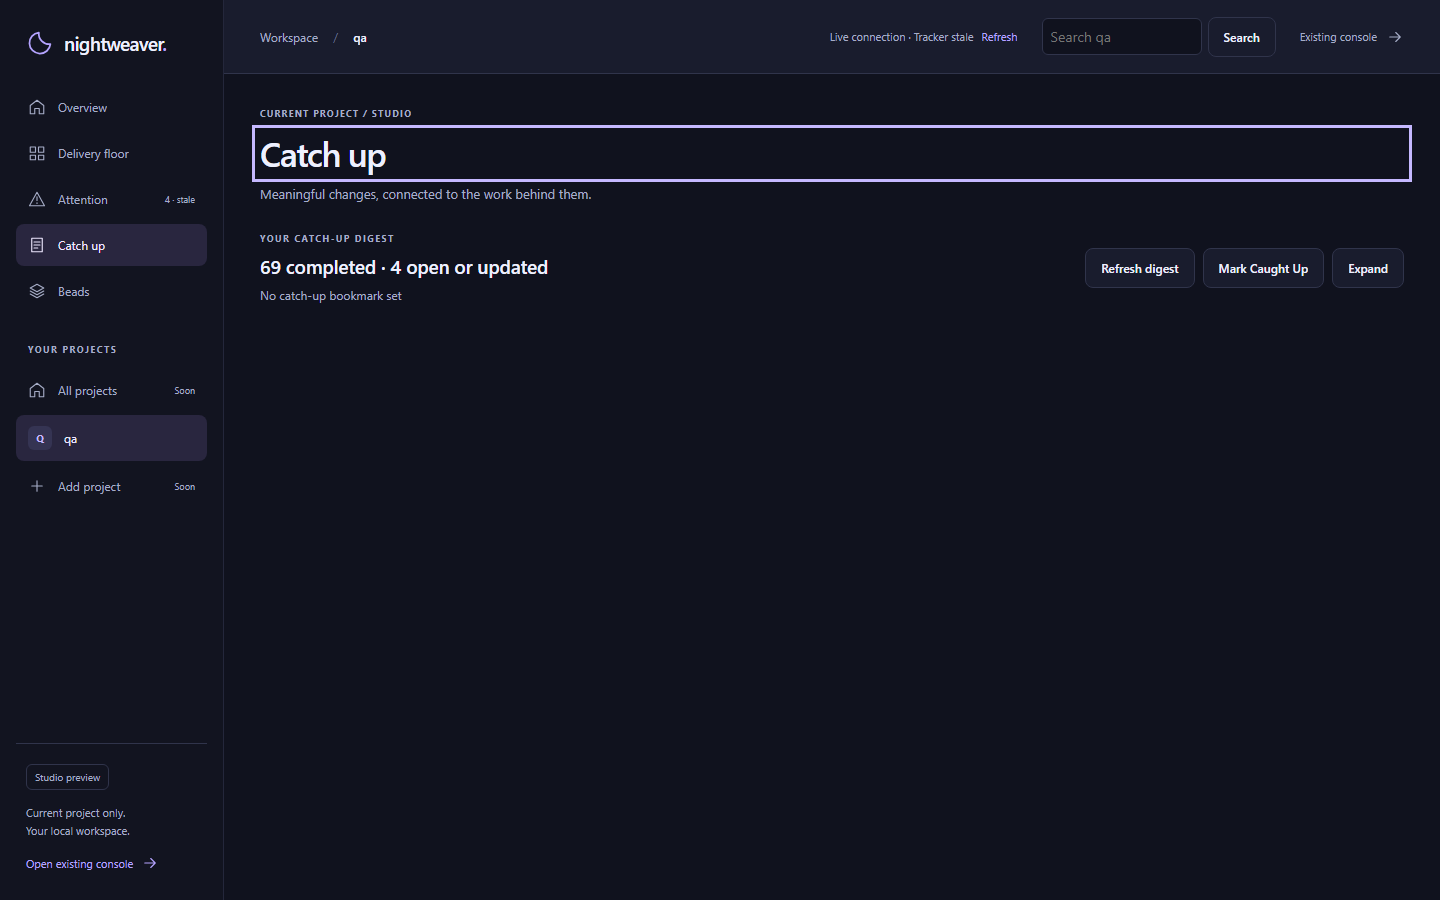 nightweaver.
Overview
Delivery floor
Attention 4 · stale
Catch up
Beads
YOUR PROJECTS
All projects Soon
Q qa
Add project Soon
Studio preview
Current project only.
Your local workspace.
Open existing console
Workspace / qa
Live connection · Tracker stale Refresh
Search qa
Search
Existing console
CURRENT PROJECT / STUDIO
Catch up
Meaningful changes, connected to the work behind them.
YOUR CATCH-UP DIGEST
69 completed · 4 open or updated
No catch-up bookmark set
Refresh digest
Mark Caught Up
Expand